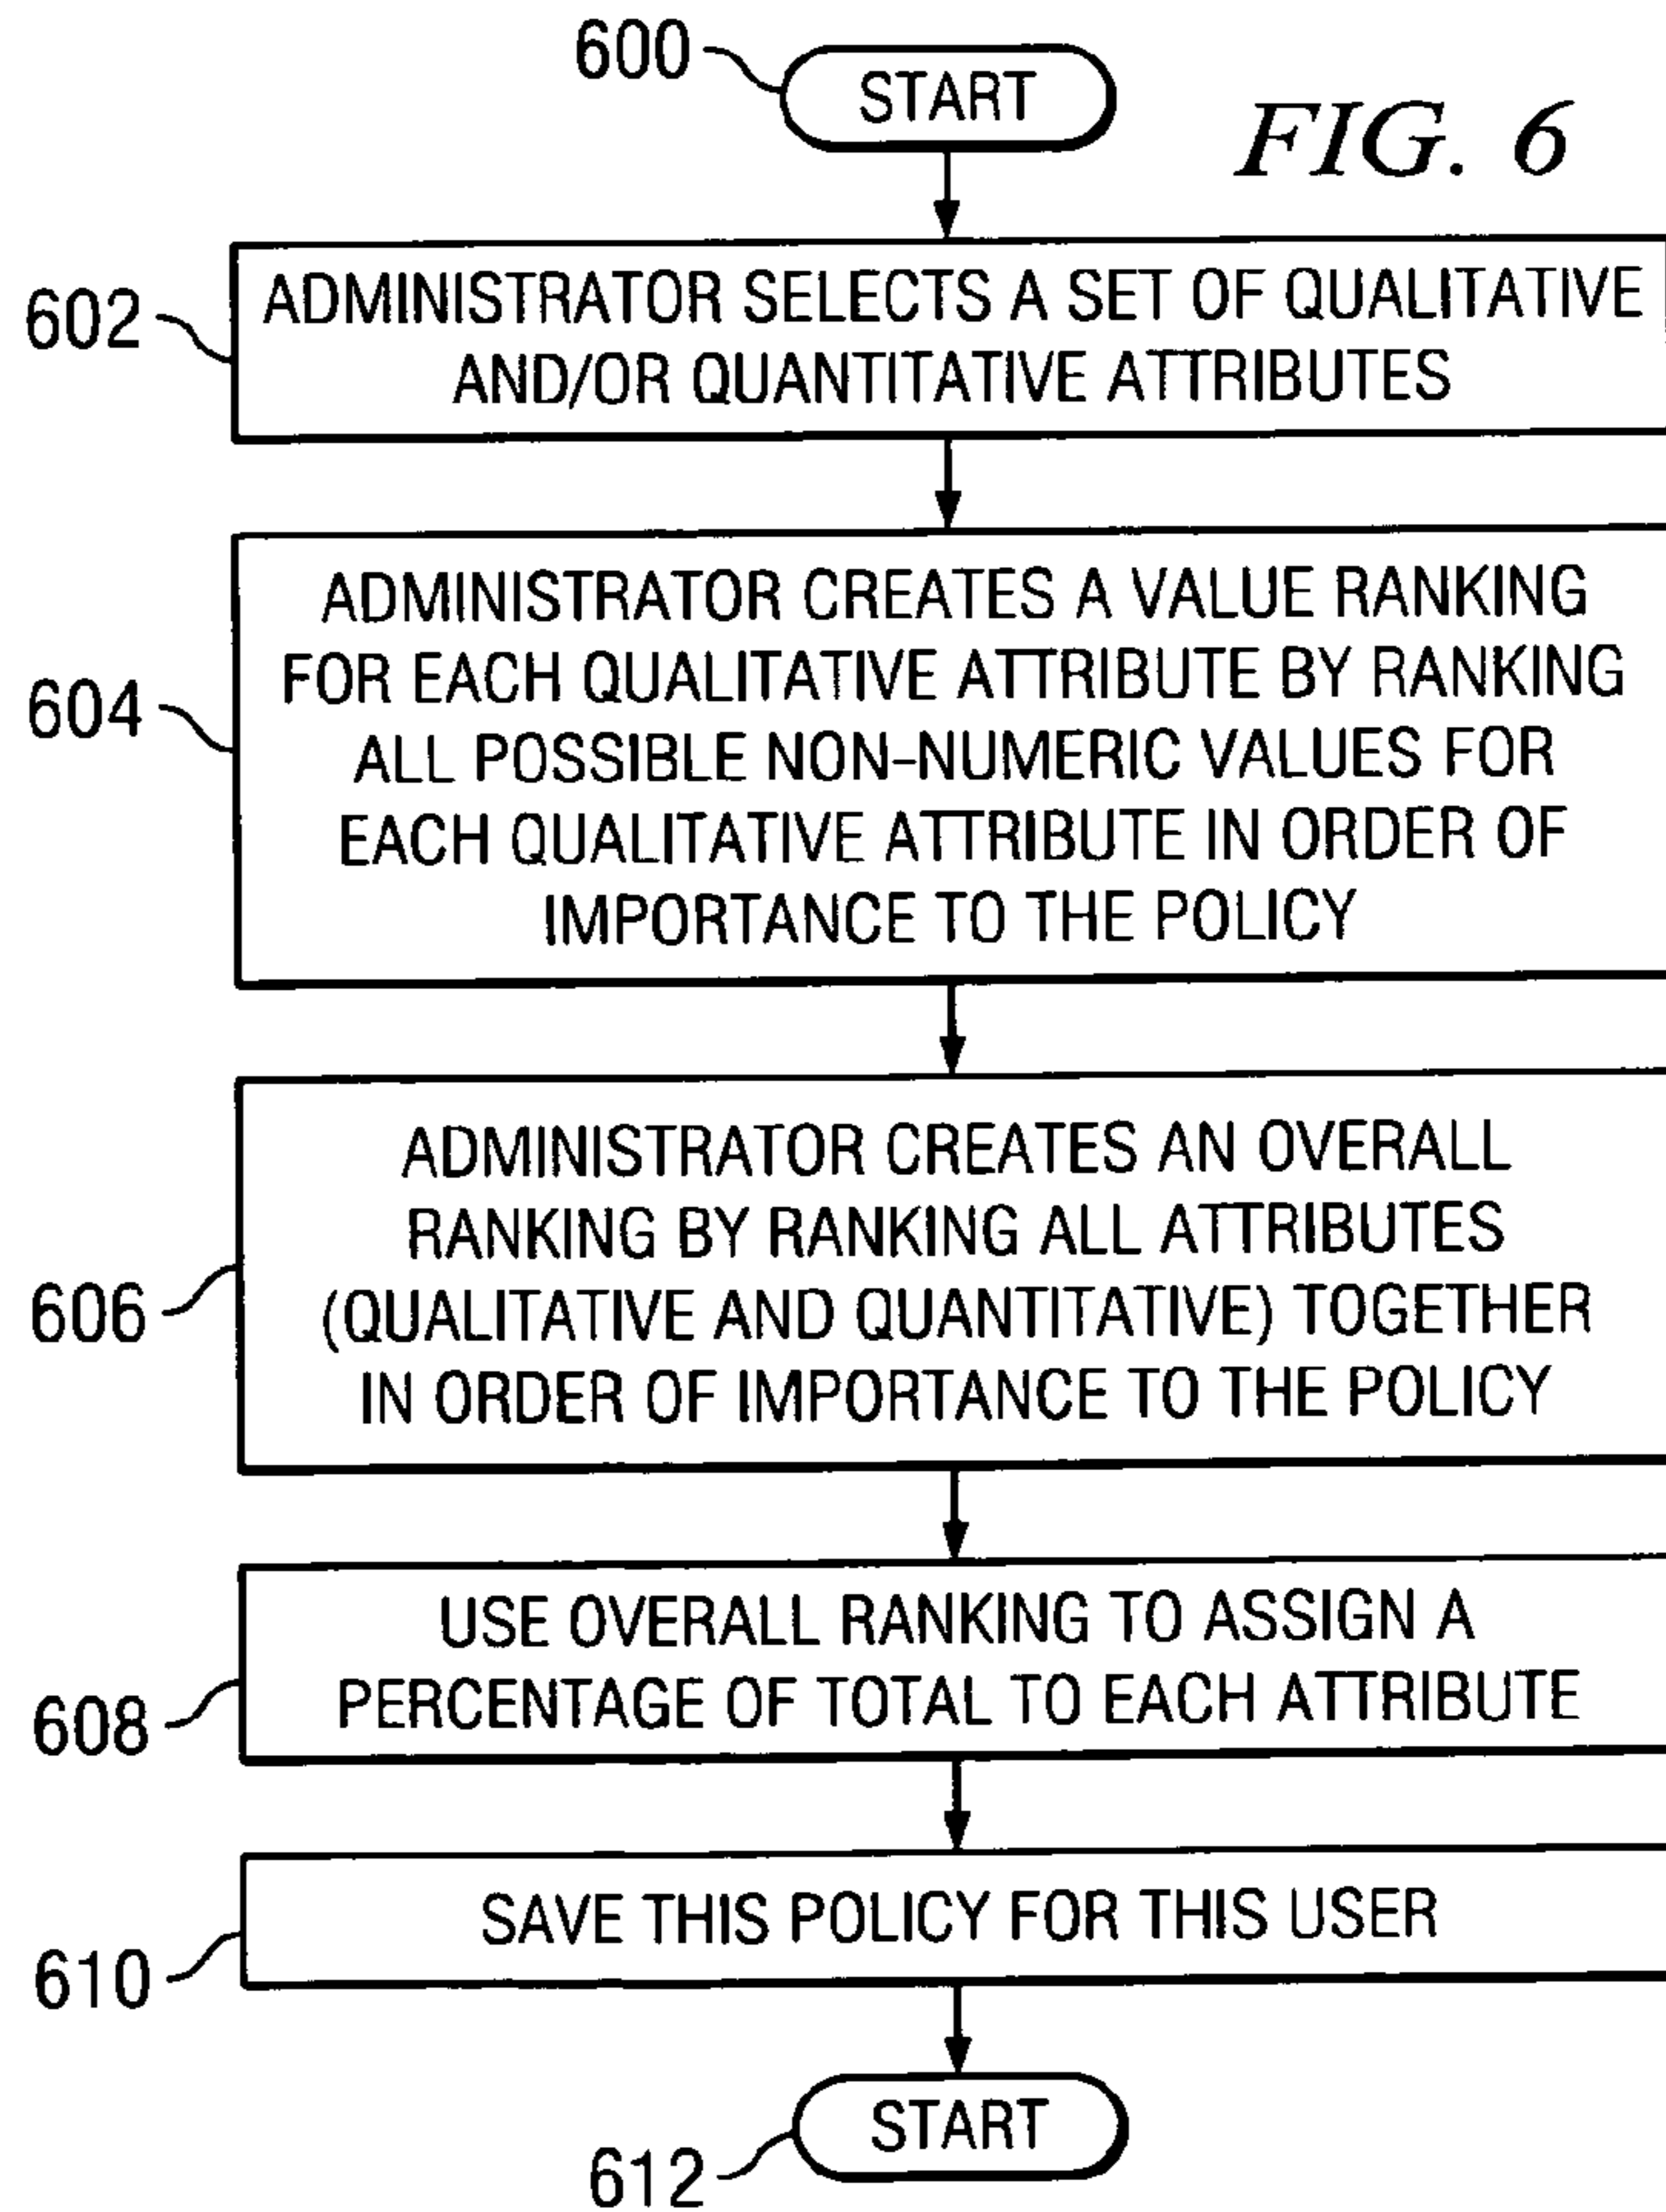 600
START
FIG. 6
602
ADMINISTRATOR SELECTS A SET OF QUALITATIVE
AND/OR QUANTITATIVE ATTRIBUTES
604
ADMINISTRATOR CREATES A VALUE RANKING
FOR EACH QUALITATIVE ATTRIBUTE BY RANKING
ALL POSSIBLE NON-NUMERIC VALUES FOR
EACH QUALITATIVE ATTRIBUTE IN ORDER OF
IMPORTANCE TO THE POLICY
606
ADMINISTRATOR CREATES AN OVERALL
RANKING BY RANKING ALL ATTRIBUTES
(QUALITATIVE AND QUANTITATIVE) TOGETHER
IN ORDER OF IMPORTANCE TO THE POLICY
608
USE OVERALL RANKING TO ASSIGN A
PERCENTAGE OF TOTAL TO EACH ATTRIBUTE
610
SAVE THIS POLICY FOR THIS USER
612
START